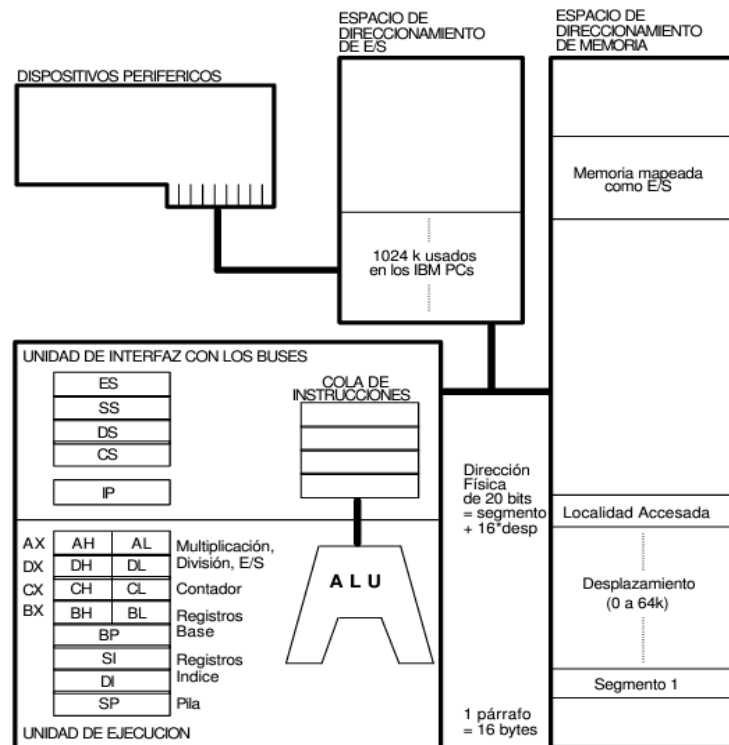 ESPACIO DE
DIRECCIONAMIENTO
DE E/S
ESPACIO DE
DIRECCIONAMIENTO
DE MEMORIA
DISPOSITIVOS PERIFERICOS
Memoria mapeada
como E/S
1024 k usados
en los IBM PCs
UNIDAD DE INTERFAZ CON LOS BUSES
ES
SS
DS
CS
IP
COLA DE
INSTRUCCIONES
Dirección
Física
de 20 bits
= segmento
+ 16*desp
Localidad Accesada
Desplazamiento
(0 a 64k)
Segmento 1
1 párrafo
= 16 bytes
AX AH AL Multiplicación,
DX DH DL División, E/S
CX CH CL Contador
BX BH BL Registros
Base
BP
SI Registros
DI Indice
SP Pila
ALU
UNIDAD DE EJECUCION